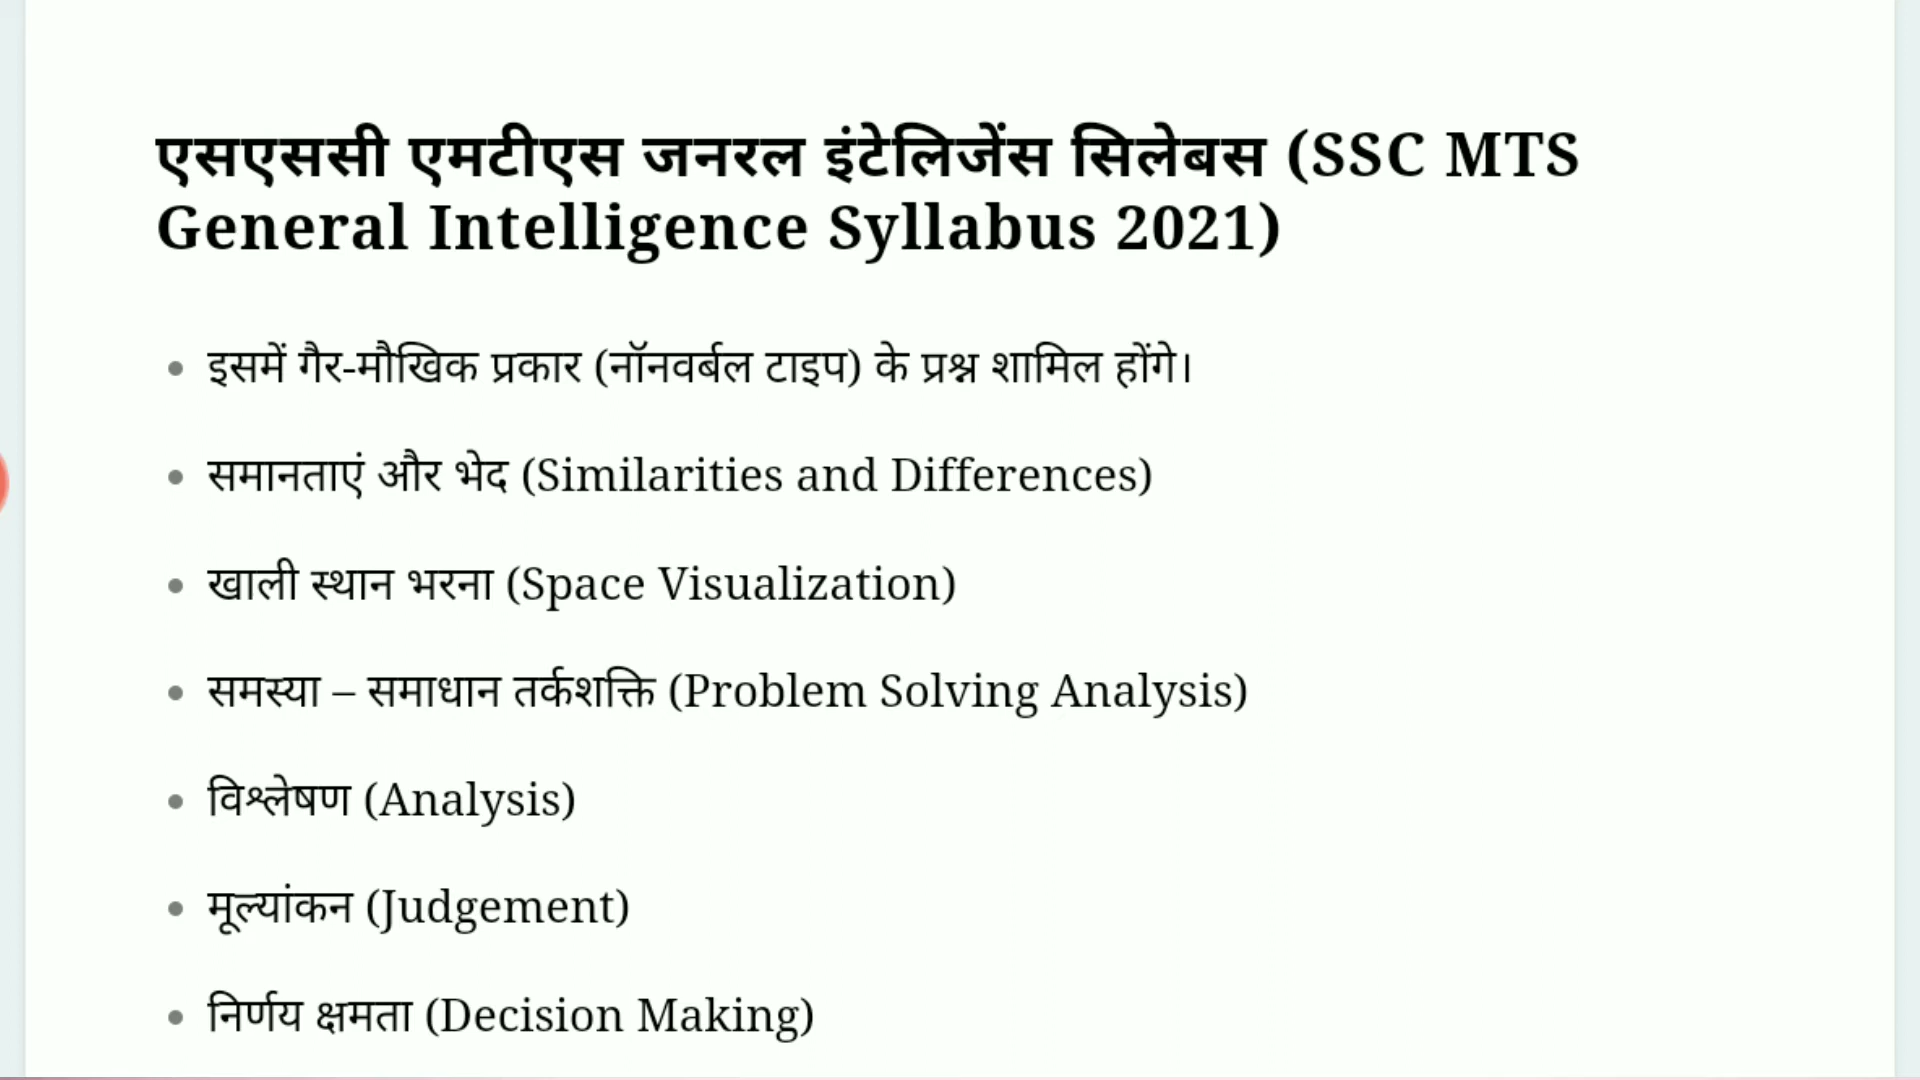 एसएससी एमटीएस जनरल इंटेलिजेंस सिलेबस (SSC MTS
General Intelligence Syllabus 2021)
इसमें गैर-मौखिक प्रकार (नॉनवर्बल टाइप) के प्रश्न शामिल होंगे।
समानताएं और भेद (Similarities and Differences)
खाली स्थान भरना (Space Visualization)
समस्या – समाधान तर्कशक्ति (Problem Solving Analysis)
विश्लेषण (Analysis)
मूल्यांकन (Judgement)
निर्णय क्षमता (Decision Making)